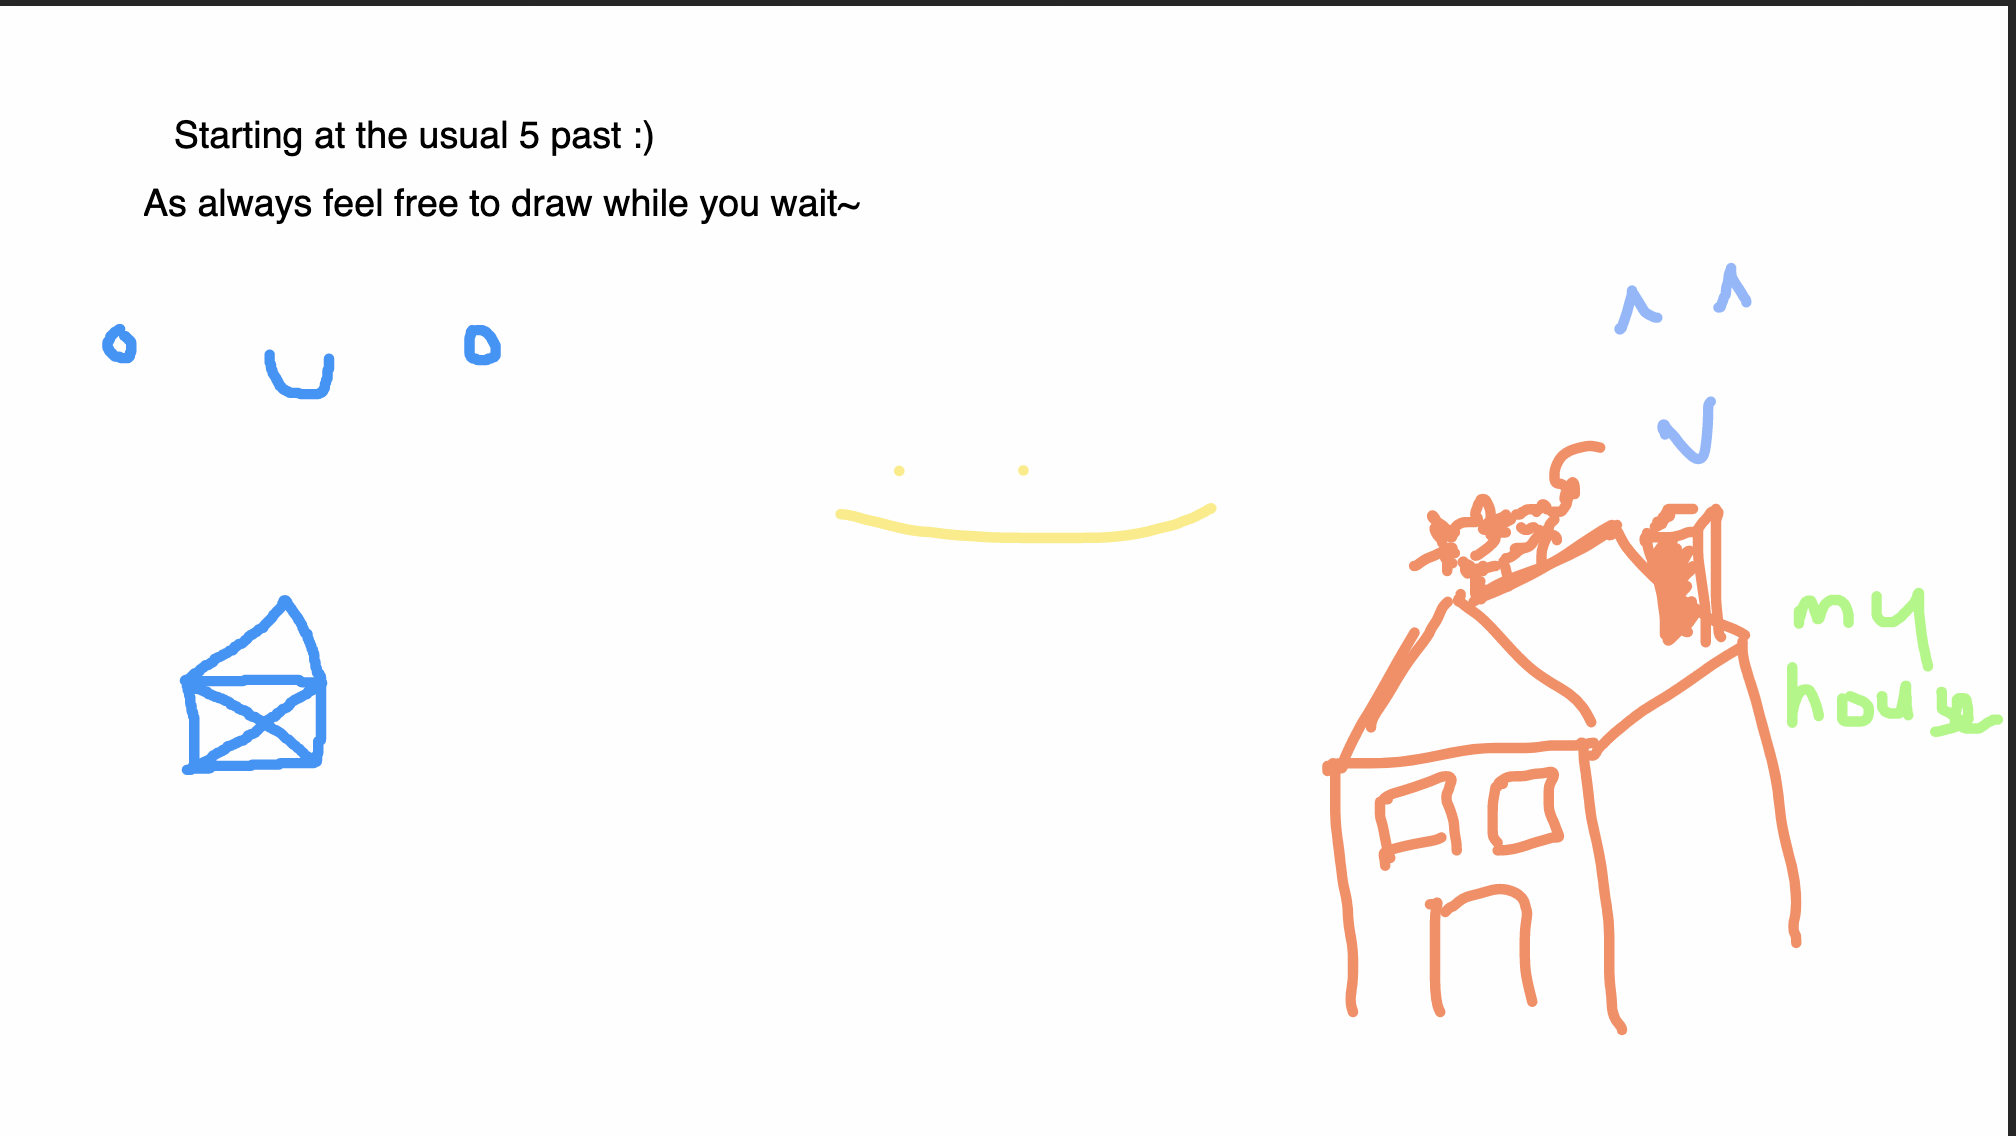 Starting at the usual 5 past :)
As always feel free to draw while you wait~
my
house